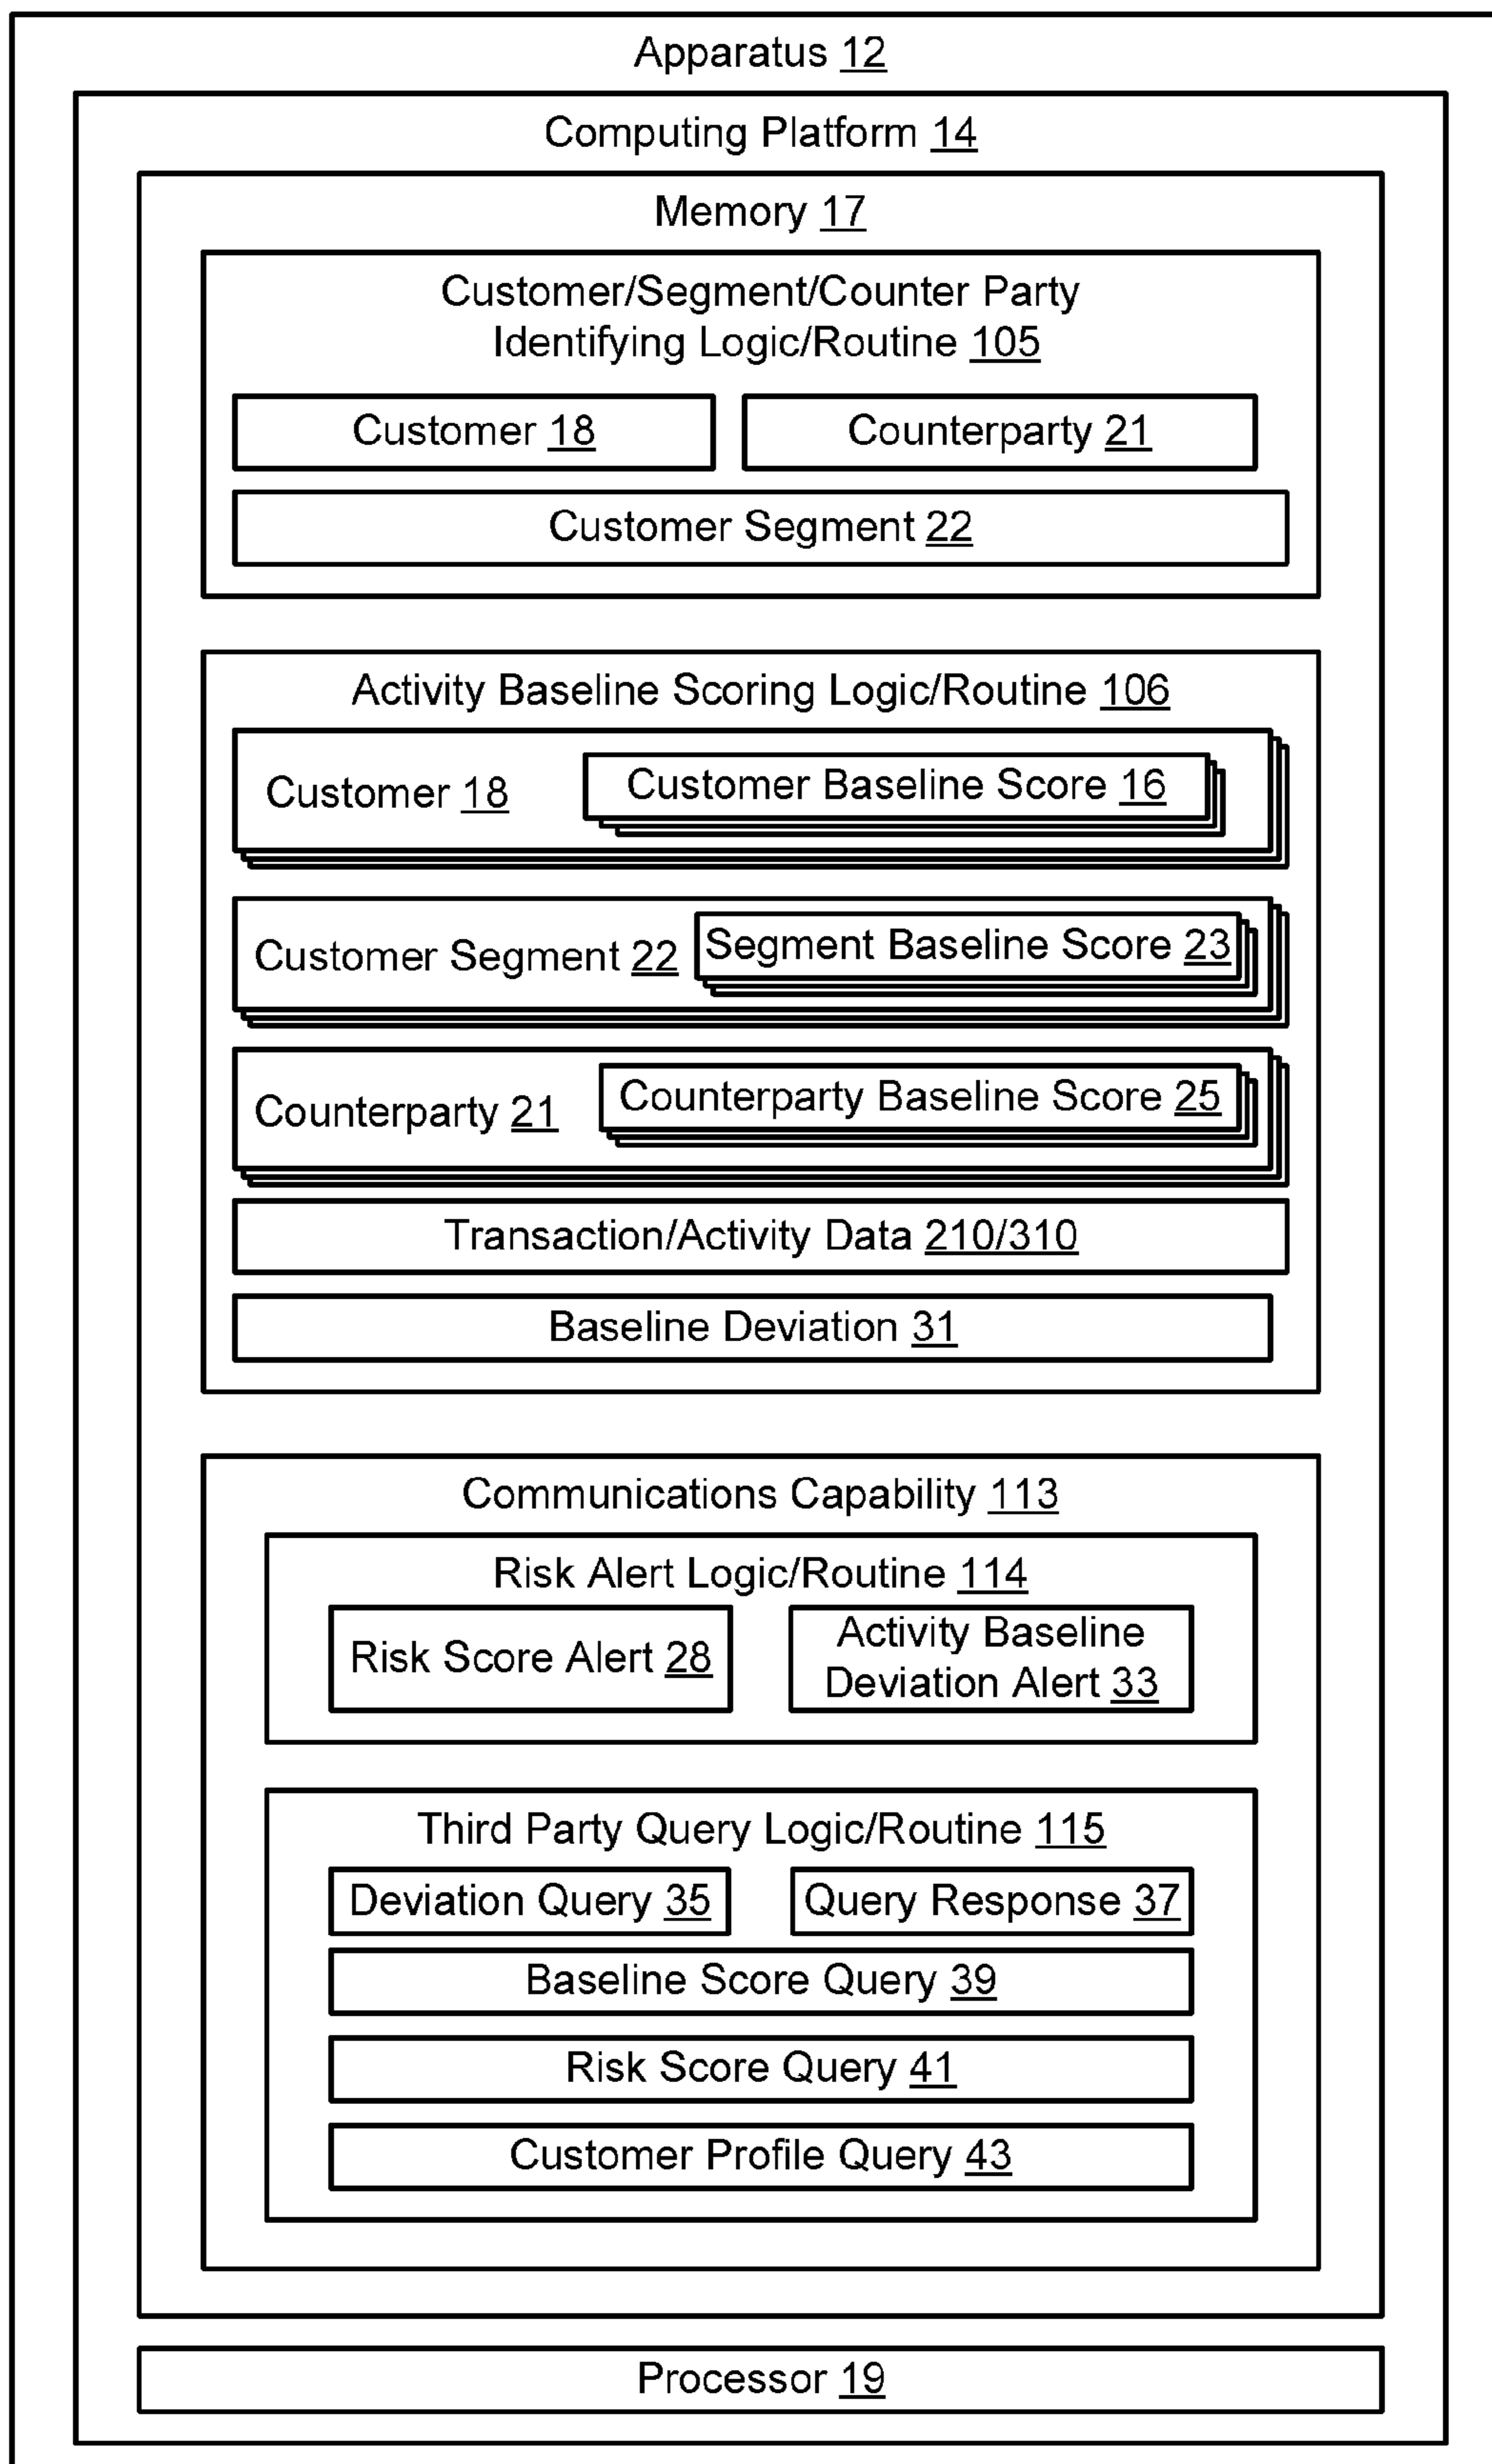 Apparatus 12
Computing Platform 14
Memory 17
Customer/Segment/Counter Party
Identifying Logic/Routine 105
Customer 18
Counterparty 21
Customer Segment 22
Activity Baseline Scoring Logic/Routine 106
Customer 18
Customer Baseline Score 16
Customer Segment 22
Segment Baseline Score 23
Counterparty 21
Counterparty Baseline Score 25
Transaction/Activity Data 210/310
Baseline Deviation 31
Communications Capability 113
Risk Alert Logic/Routine 114
Risk Score Alert 28
Activity Baseline
Deviation Alert 33
Third Party Query Logic/Routine 115
Deviation Query 35
Query Response 37
Baseline Score Query 39
Risk Score Query 41
Customer Profile Query 43
Processor 19